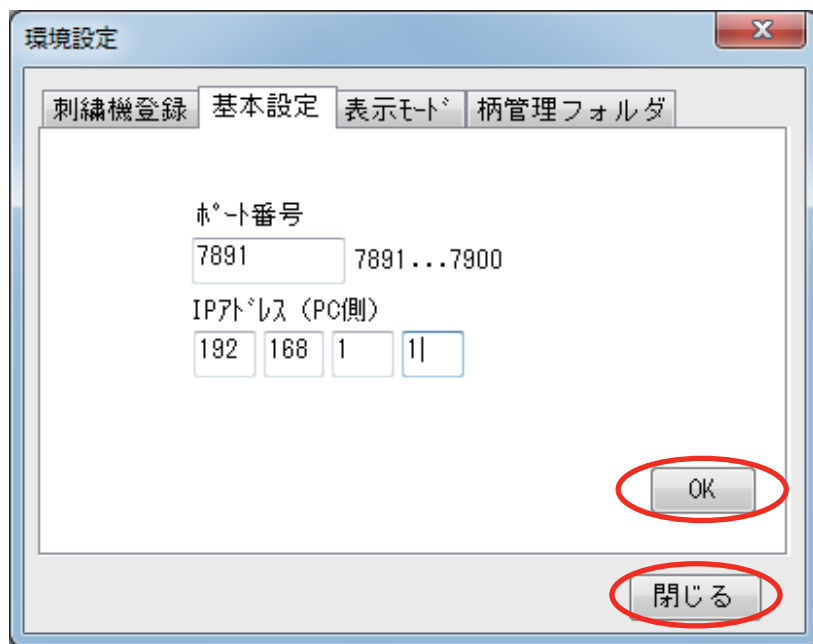 環境設定
刺繍機登録 基本設定 表示ﾓｰﾄﾞ 柄管理フォルダ
ﾎﾟｰﾄ番号
7891 7891...7900
IPｱﾄﾞﾚｽ (PC側)
192 168 1 1
OK
閉じる